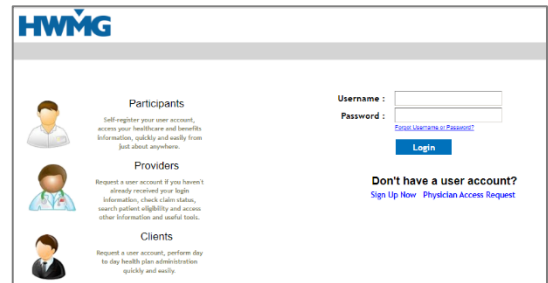 HWMG
Participants
Self-register your user account,
access your healthcare and benefits
information, quickly and easily from
just about anywhere.
Providers
Request a user account if you haven't
already received your login
information, check claim status,
search patient eligibility and access
other information and useful tools.
Clients
Request a user account, perform day
to day health plan administration
quickly and easily.
Username :
Password :
Forgot Username or Password?
Login
Don't have a user account?
Sign Up Now Physician Access Request